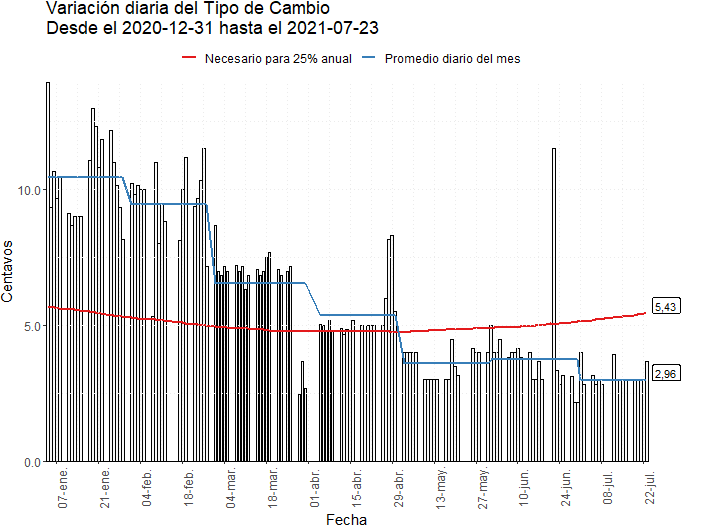 Variación diaria del Tipo de Cambio
Desde el 2020-12-31 hasta el 2021-07-23
Necesario para 25% anual
Promedio diario del mes
Centavos
10.0
5.0
0.0
5,43
2,96
07-ene.
21-ene.
04-feb.
18-feb.
04-mar.
18-mar.
01-abr.
15-abr.
29-abr.
13-may.
27-may.
10-jun.
24-jun.
08-jul.
22-jul.
Fecha